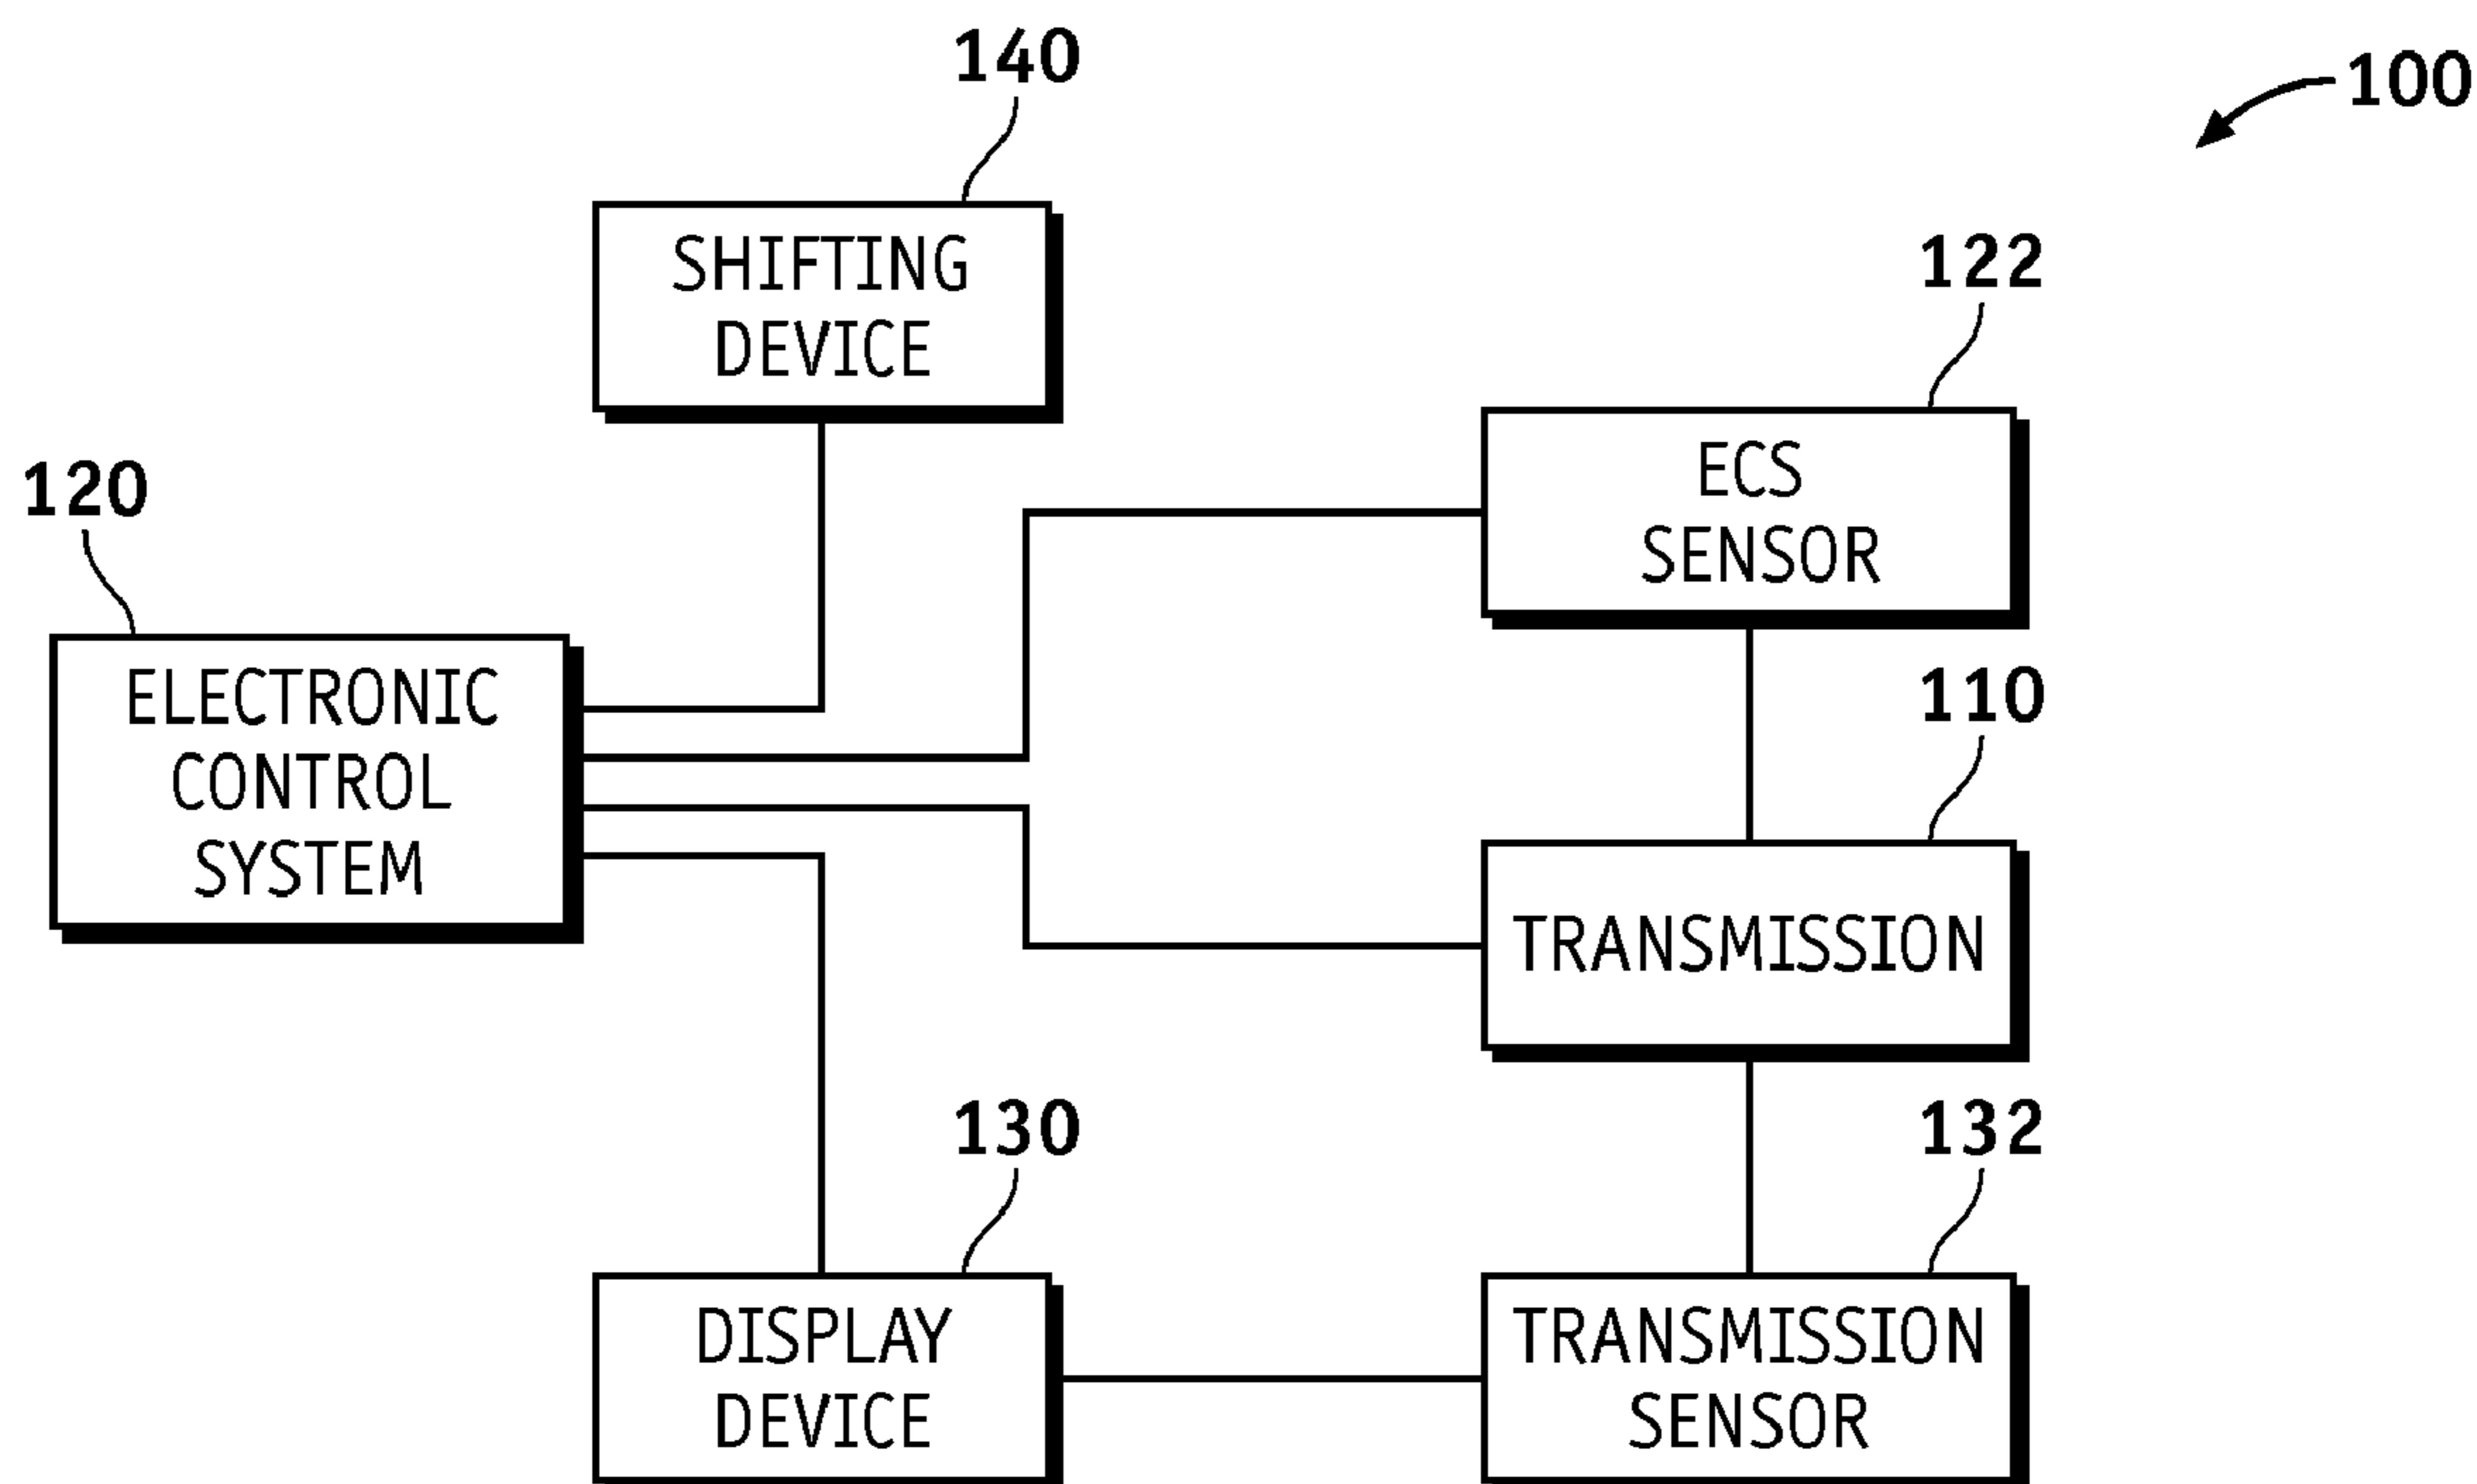 140
100
SHIFTING
DEVICE
122
ECS
SENSOR
120
ELECTRONIC
CONTROL
SYSTEM
110
TRANSMISSION
130
DISPLAY
DEVICE
132
TRANSMISSION
SENSOR